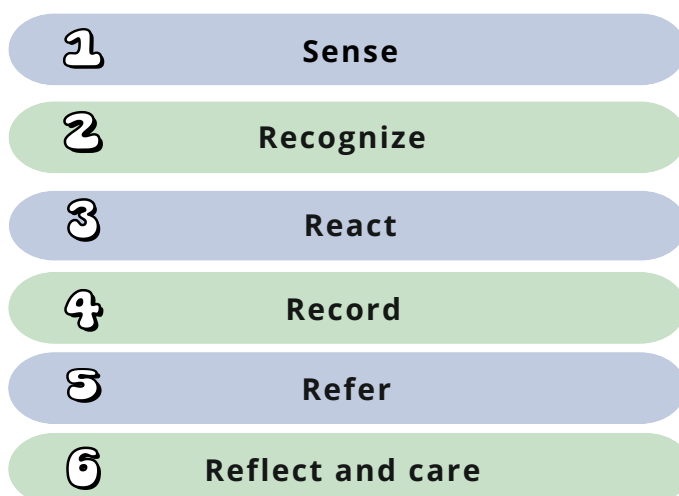 1 Sense
2 Recognize
3 React
4 Record
5 Refer
6 Reflect and care